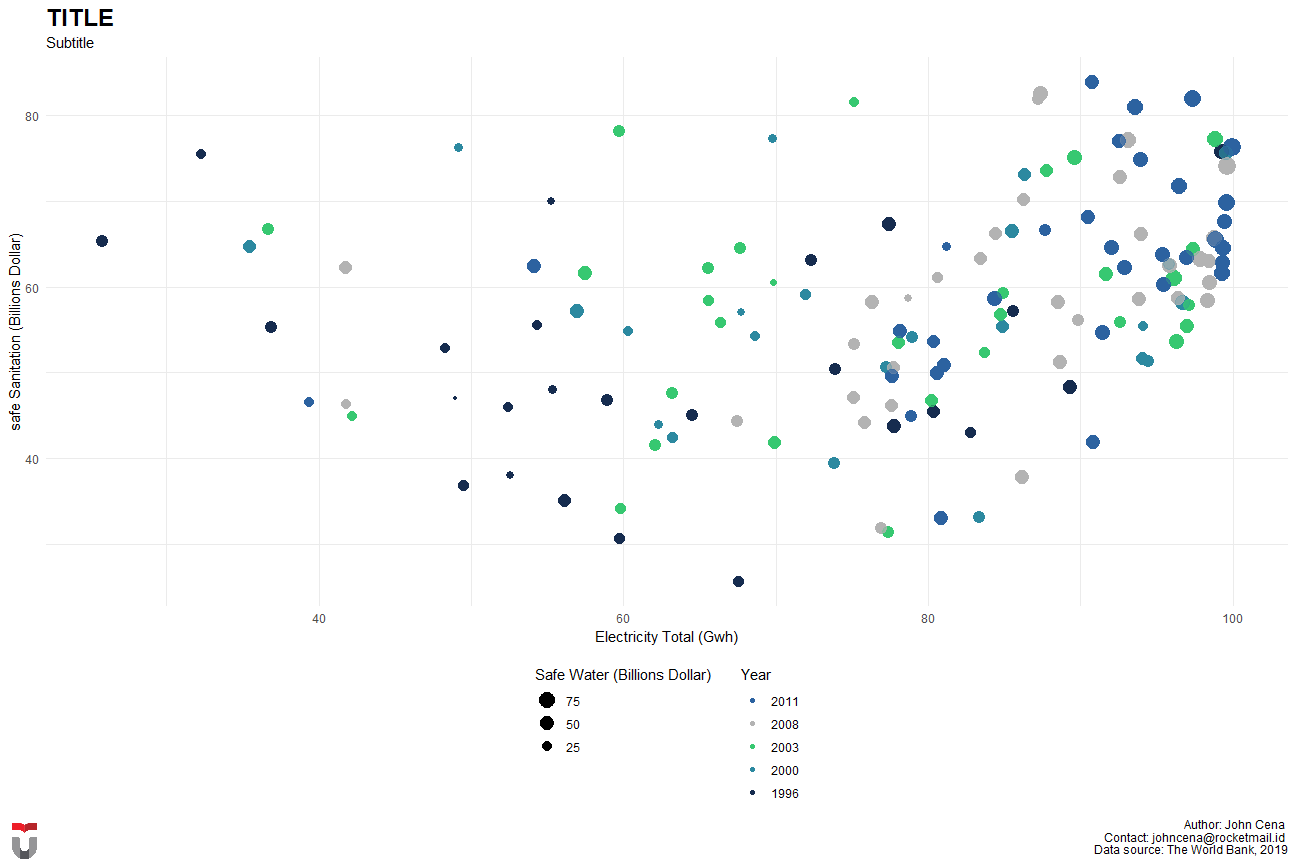 TITLE
Subtitle
safe Sanitation (Billions Dollar)
80
60
40
40
60
80
100
Electricity Total (Gwh)
Safe Water (Billions Dollar)
75
50
25
Year
2011
2008
2003
2000
1996
Author: John Cena
Contact: johncena@rocketmail.id
Data source: The World Bank, 2019